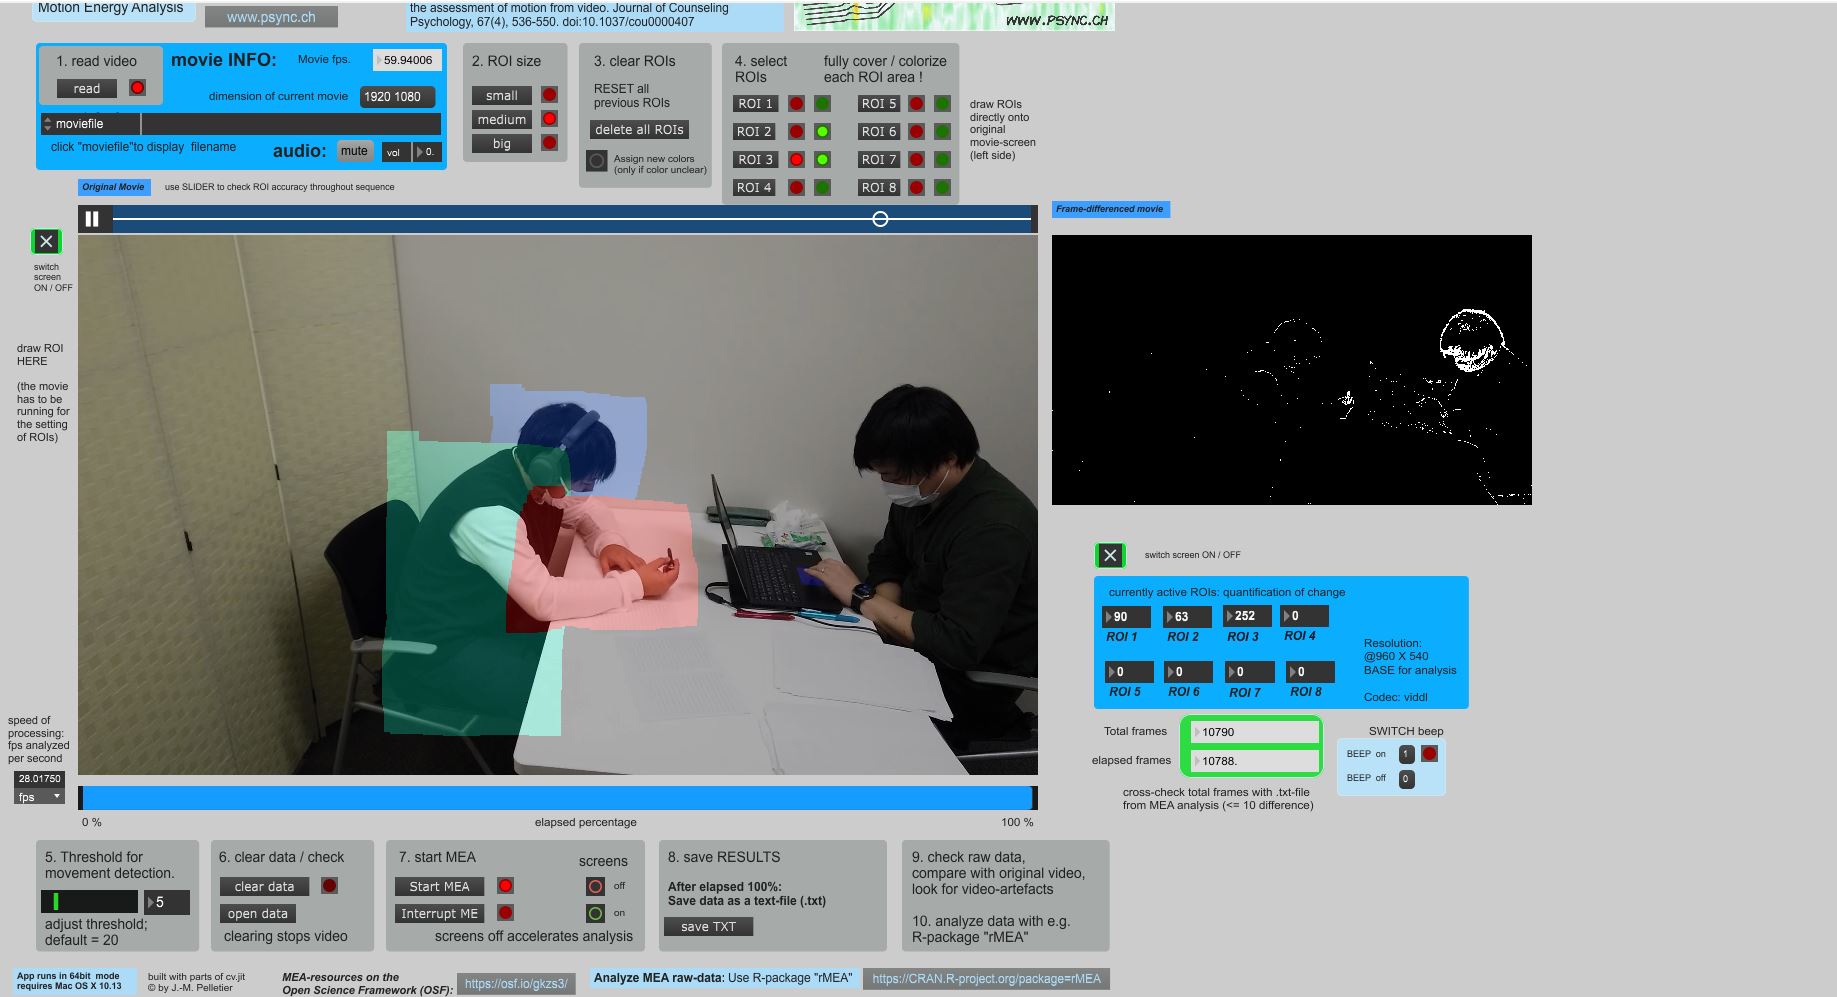 Motion Energy Analysis
www.psync.ch
the assessment of motion from video. Journal of Counseling
Psychology, 67(4), 536-550. doi:10.1037/cou0000407
WWW.PSYNC.CH
1. read video
read
movie INFO:
Movie fps.
59.94006
dimension of current movie
1920 1080
moviefile
click "moviefile"to display filename
audio:
mute
vol
0.
2. ROI size
small
medium
big
3. clear ROIs
RESET all
previous ROIs
delete all ROIs
Assign new colors
(only if color unclear)
4. select
ROIs
fully cover / colorize
each ROI area !
ROI 1
ROI 2
ROI 3
ROI 4
ROI 5
ROI 6
ROI 7
ROI 8
draw ROIs
directly onto
original
movie-screen
(left side)
Original Movie
use SLIDER to check ROI accuracy throughout sequence
Frame-differenced movie
switch
screen
ON / OFF
draw ROI
HERE
(the movie
has to be
running for
the setting
of ROIs)
switch screen ON / OFF
currently active ROIs: quantification of change
90
63
252
0
ROI 1
ROI 2
ROI 3
ROI 4
0
0
0
0
ROI 5
ROI 6
ROI 7
ROI 8
Resolution:
@960 X 540
BASE for analysis
Codec: viddl
Total frames
10790
elapsed frames
10788.
cross-check total frames with .txt-file
from MEA analysis (<= 10 difference)
SWITCH beep
BEEP on
1
BEEP off
0
speed of
processing:
fps analyzed
per second
28.01750
fps
0 %
elapsed percentage
100 %
5. Threshold for
movement detection.
5
adjust threshold;
default = 20
6. clear data / check
clear data
open data
clearing stops video
7. start MEA
screens
Start MEA
off
Interrupt ME
on
screens off accelerates analysis
8. save RESULTS
After elapsed 100%:
Save data as a text-file (.txt)
save TXT
9. check raw data,
compare with original video,
look for video-artefacts
10. analyze data with e.g.
R-package "rMEA"
App runs in 64bit mode
requires Mac OS X 10.13
built with parts of cv.jit
© by J.-M. Pelletier
MEA-resources on the
Open Science Framework (OSF):
https://osf.io/gkzs3/
Analyze MEA raw-data: Use R-package "rMEA"
https://CRAN.R-project.org/package=rMEA